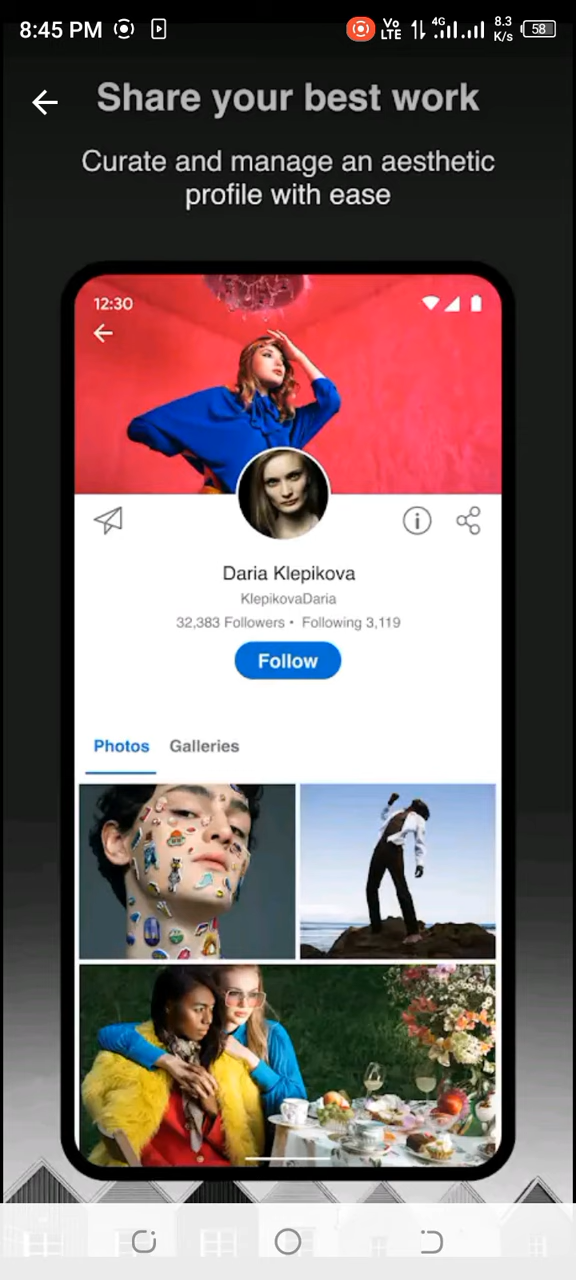 8:45 PM
Vo
LTE
4G
8.3
K/s
58
Share your best work
Curate and manage an aesthetic
profile with ease
12:30
Daria Klepikova
KlepikovaDaria
32,383 Followers • Following 3,119
Follow
Photos Galleries